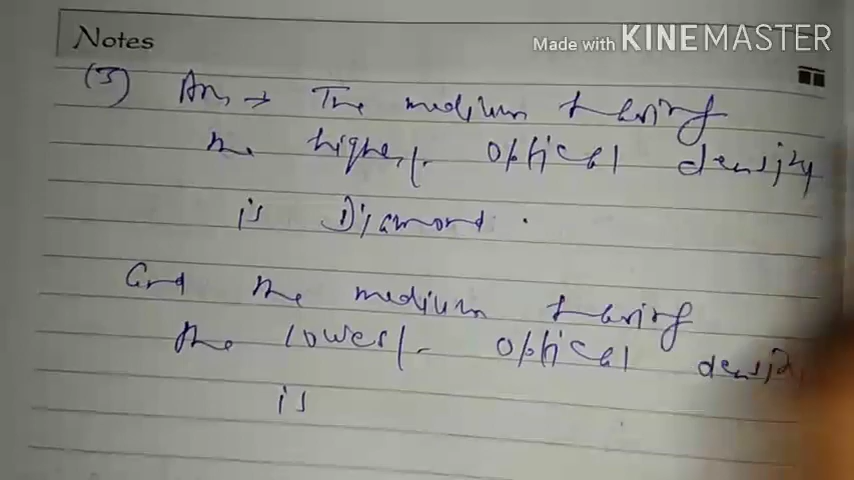 Notes
Made with KINEMASTER
(3) Ans → The medium having
the highest optical density
is Diamond.
And the medium having
the lowest optical density
is